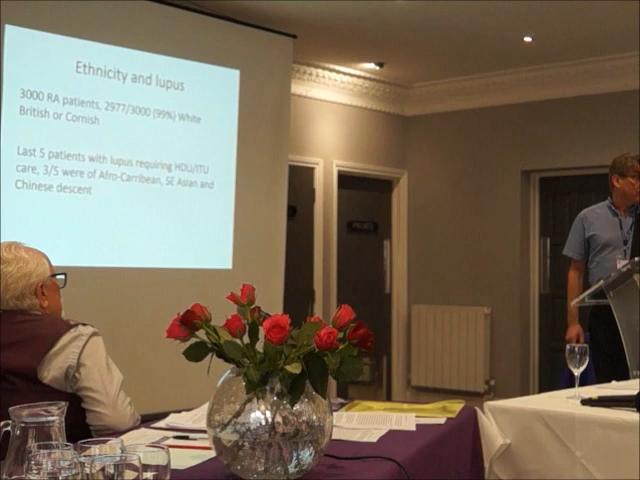 Ethnicity and lupus
3000 RA patients, 2977/3000 (99%) White
British or Cornish
Last 5 patients with lupus requiring HDU/ITU
care, 3/5 were of Afro-Carribean, SE Asian and
Chinese descent
PRIVATE